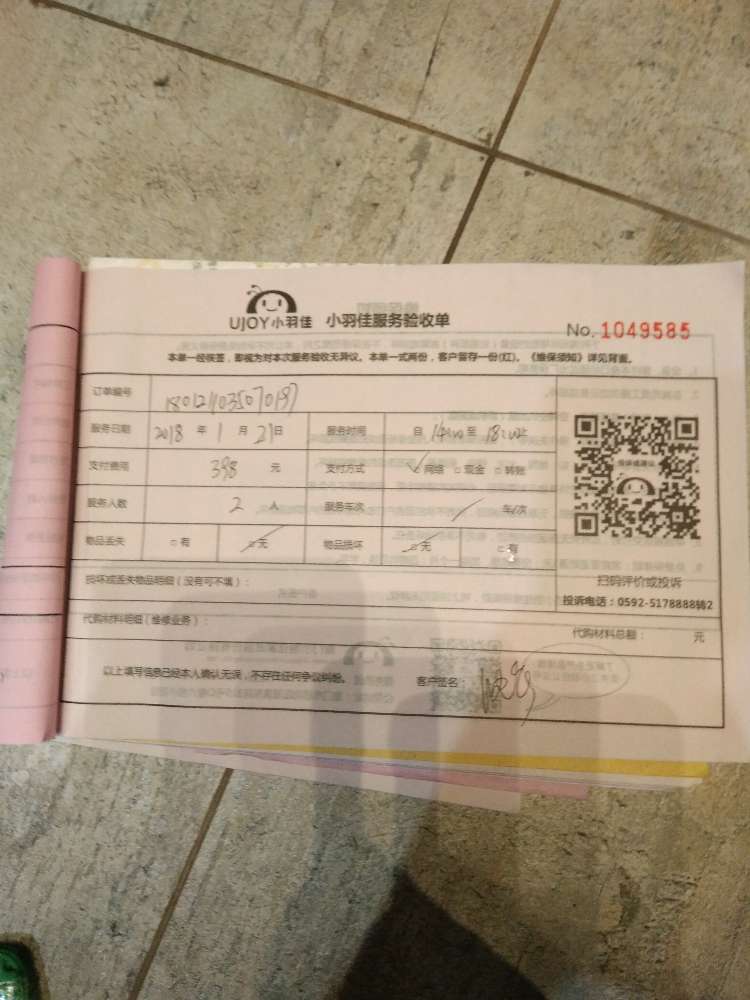 UJOY小羽佳 小羽佳服务验收单
No. 1049585
本单一经签签，即视为对本次服务验收无异议。本单一式两份，客户留存一份(红)。《维保须知》详见背面。
订单编号 1801211035070197
服务日期 2018 年 1 月 21 日 服务时间 自 14:00 至 18:00止
支付费用 398 元 支付方式 ☑网络 □现金 □转账
服务人数 2 人 服务车次 / 车/次
物品丢失 □有 ☑无 物品损坏 ☑无 □有
损坏或丢失物品明细（没有可不填）：
扫码评价或投诉
投诉电话：0592-5178888转2
代购材料明细（维修业务）：
代购材料总额： 元
以上填写信息已经本人确认无误，不存在任何争议纠纷。 客户签名：